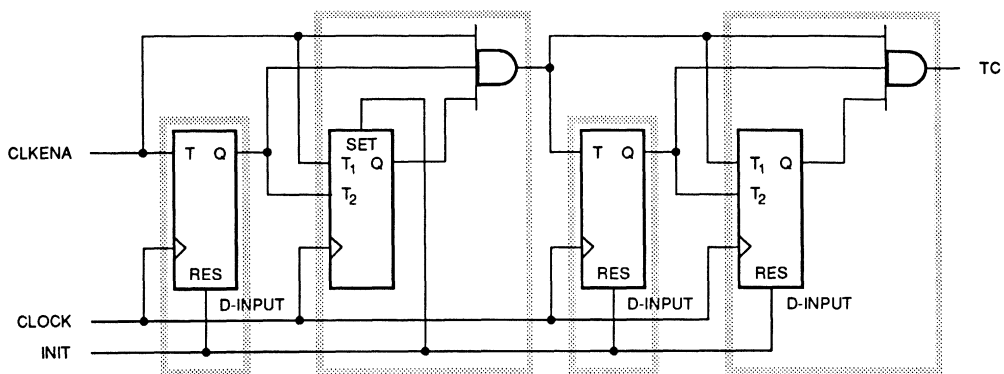 TC
SET
CLKENA
T Q
T1 Q
T2
T Q
T1 Q
T2
RES
RES
RES
D-INPUT
D-INPUT
D-INPUT
CLOCK
INIT